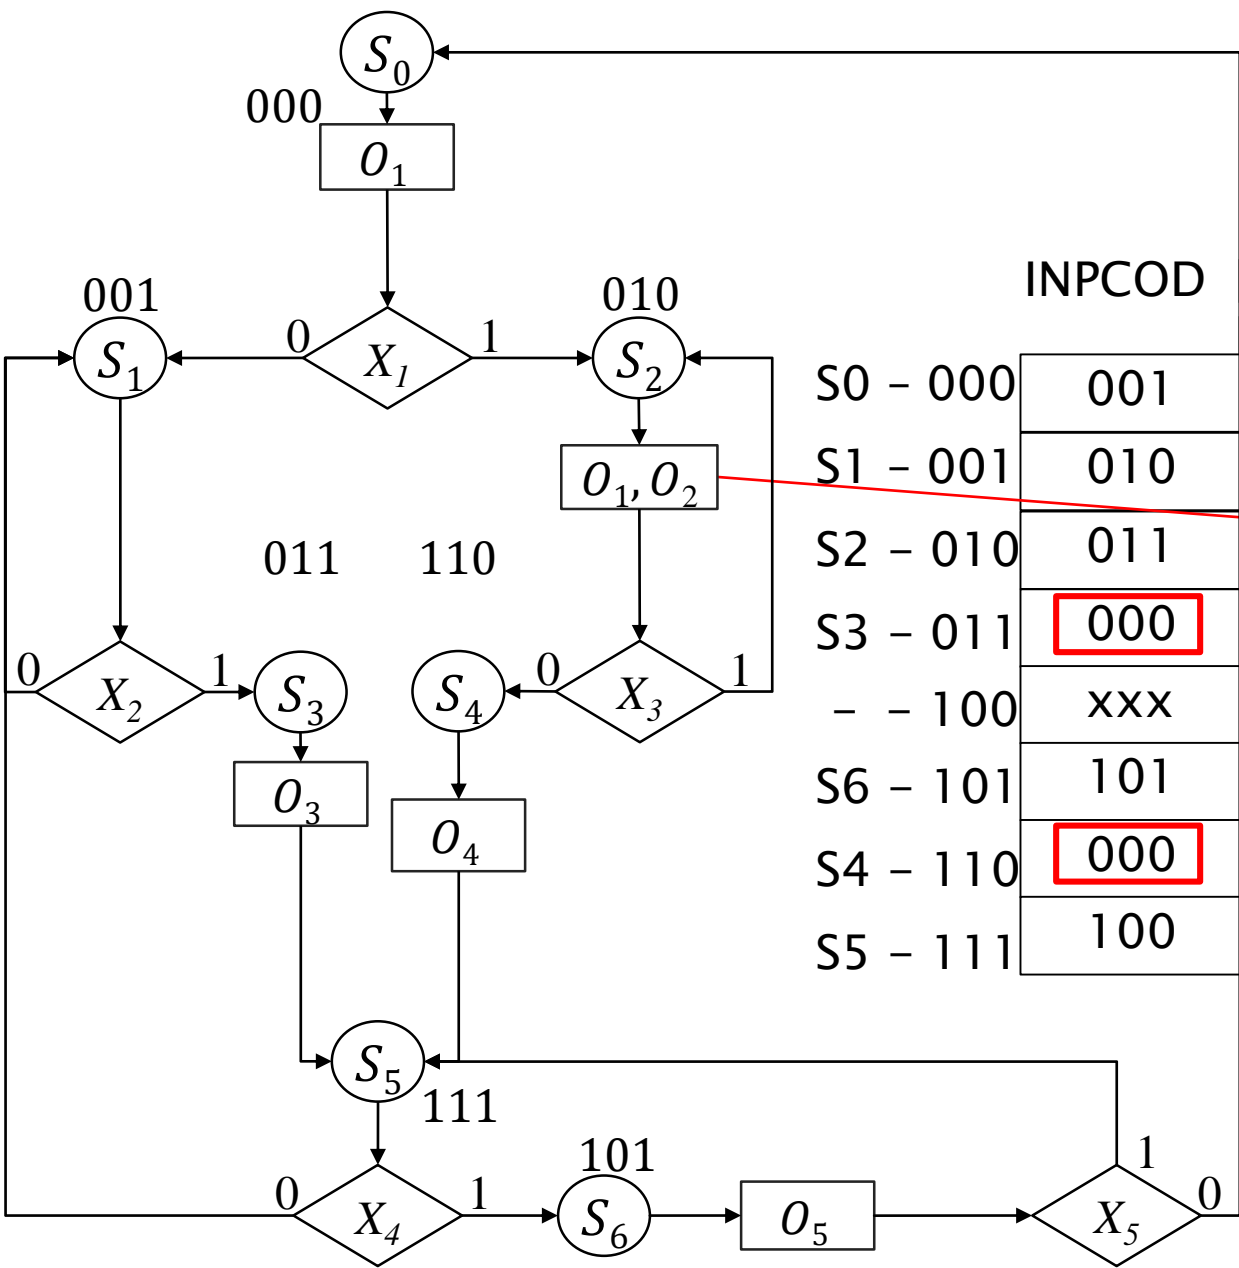 S₀
000
O₁
001
010
INPCOD
S₁
0
X₁
1
S₂
S0 – 000
001
O₁, O₂
S1 – 001
010
011
110
S2 – 010
011
S3 – 011
000
0
X₂
1
S₃
S₄
0
X₃
1
– – 100
xxx
O₃
O₄
S6 – 101
101
S4 – 110
000
S5 – 111
100
S₅
111
101
0
X₄
1
S₆
O₅
X₅
1
0